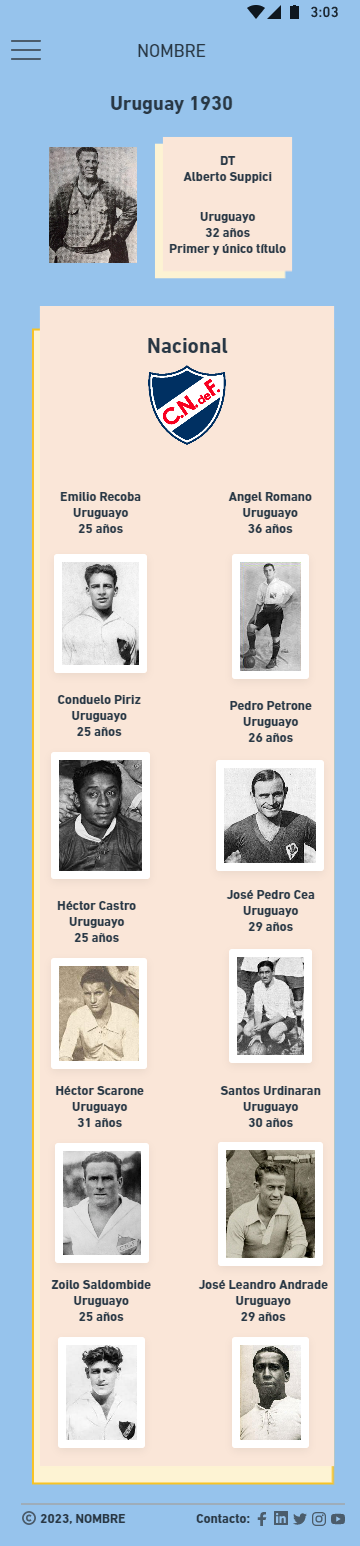 3:03
NOMBRE
Uruguay 1930
DT
Alberto Suppici
Uruguayo
32 años
Primer y único título
Nacional
C.N. de F.
Emilio Recoba
Uruguayo
25 años
Angel Romano
Uruguayo
36 años
Conduelo Piriz
Uruguayo
25 años
Pedro Petrone
Uruguayo
26 años
Héctor Castro
Uruguayo
25 años
José Pedro Cea
Uruguayo
29 años
Héctor Scarone
Uruguayo
31 años
Santos Urdinaran
Uruguayo
30 años
Zoilo Saldombide
Uruguayo
25 años
José Leandro Andrade
Uruguayo
29 años
© 2023, NOMBRE
Contacto: